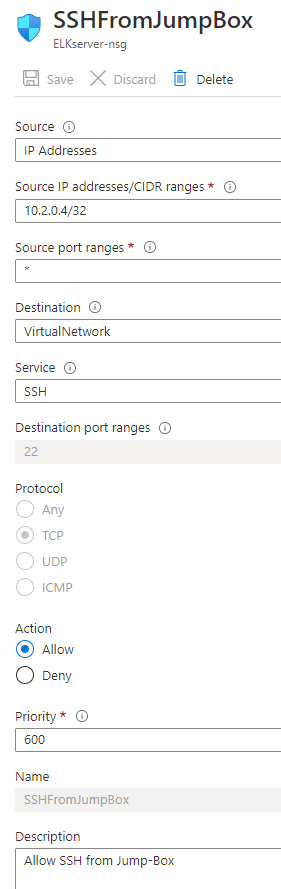 SSHFromJumpBox
ELKserver-nsg
Save Discard Delete
Source
IP Addresses
Source IP addresses/CIDR ranges *
10.2.0.4/32
Source port ranges *
*
Destination
VirtualNetwork
Service
SSH
Destination port ranges
22
Protocol
Any
TCP
UDP
ICMP
Action
Allow
Deny
Priority *
600
Name
SSHFromJumpBox
Description
Allow SSH from Jump-Box